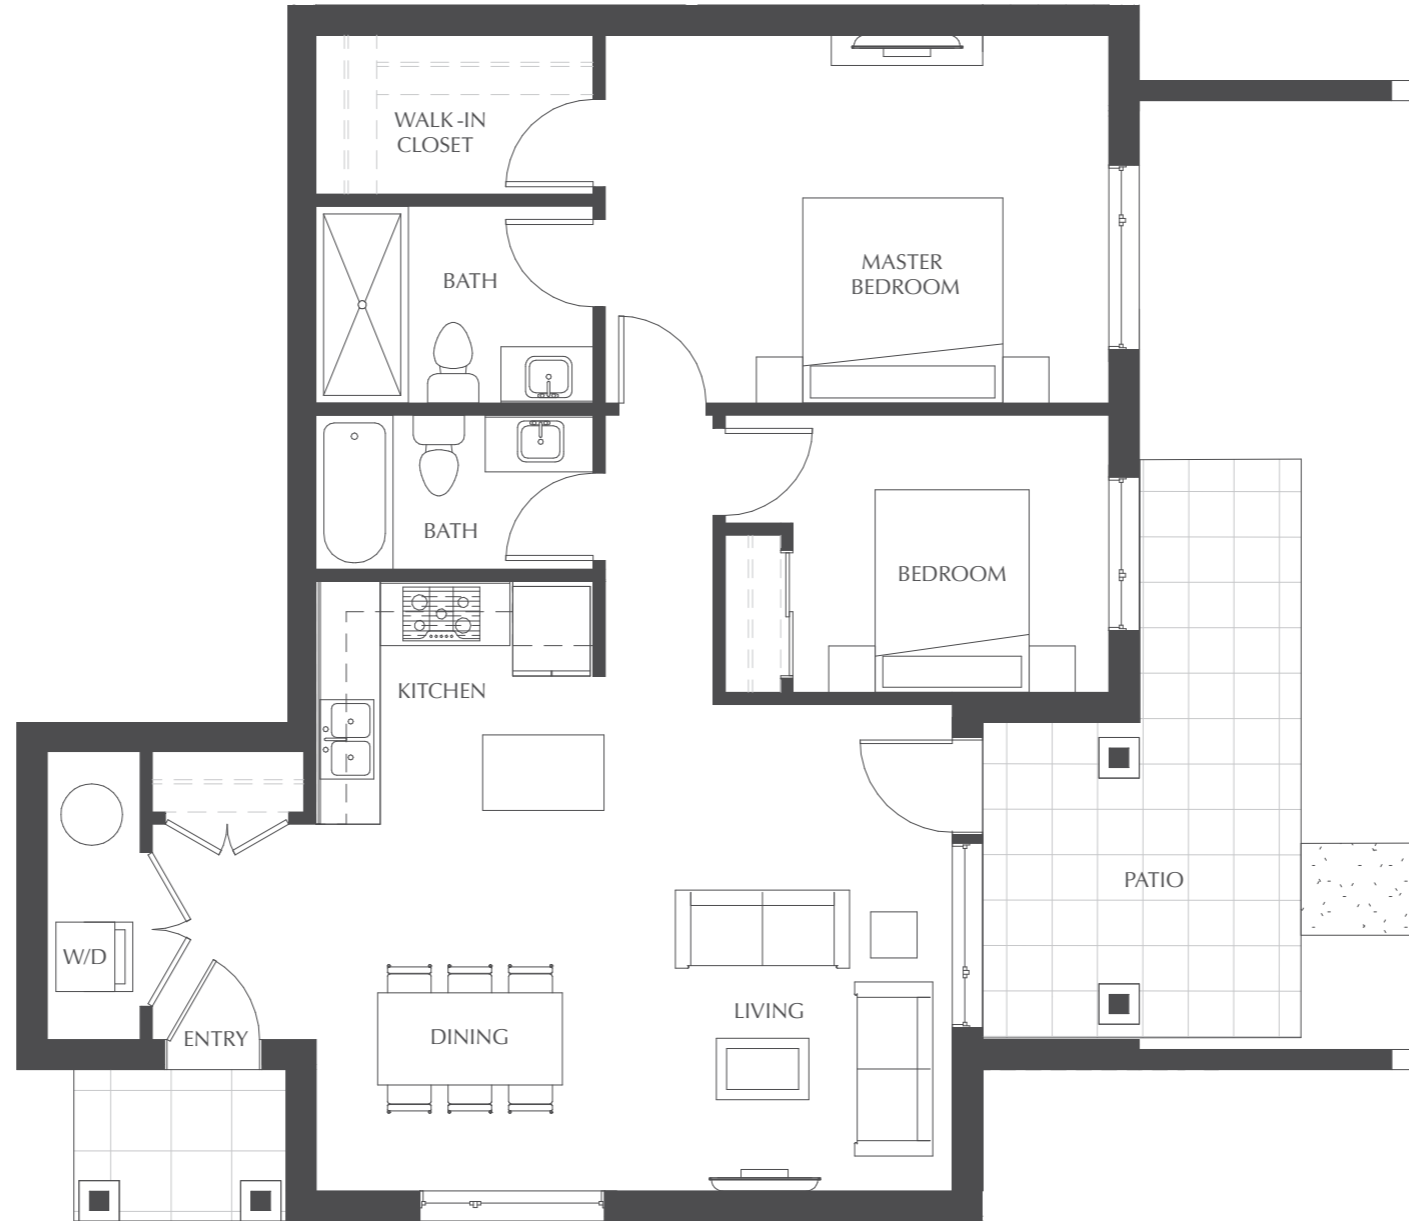 WALK-IN
CLOSET
BATH
MASTER
BEDROOM
BATH
BEDROOM
KITCHEN
PATIO
W/D
LIVING
ENTRY
DINING